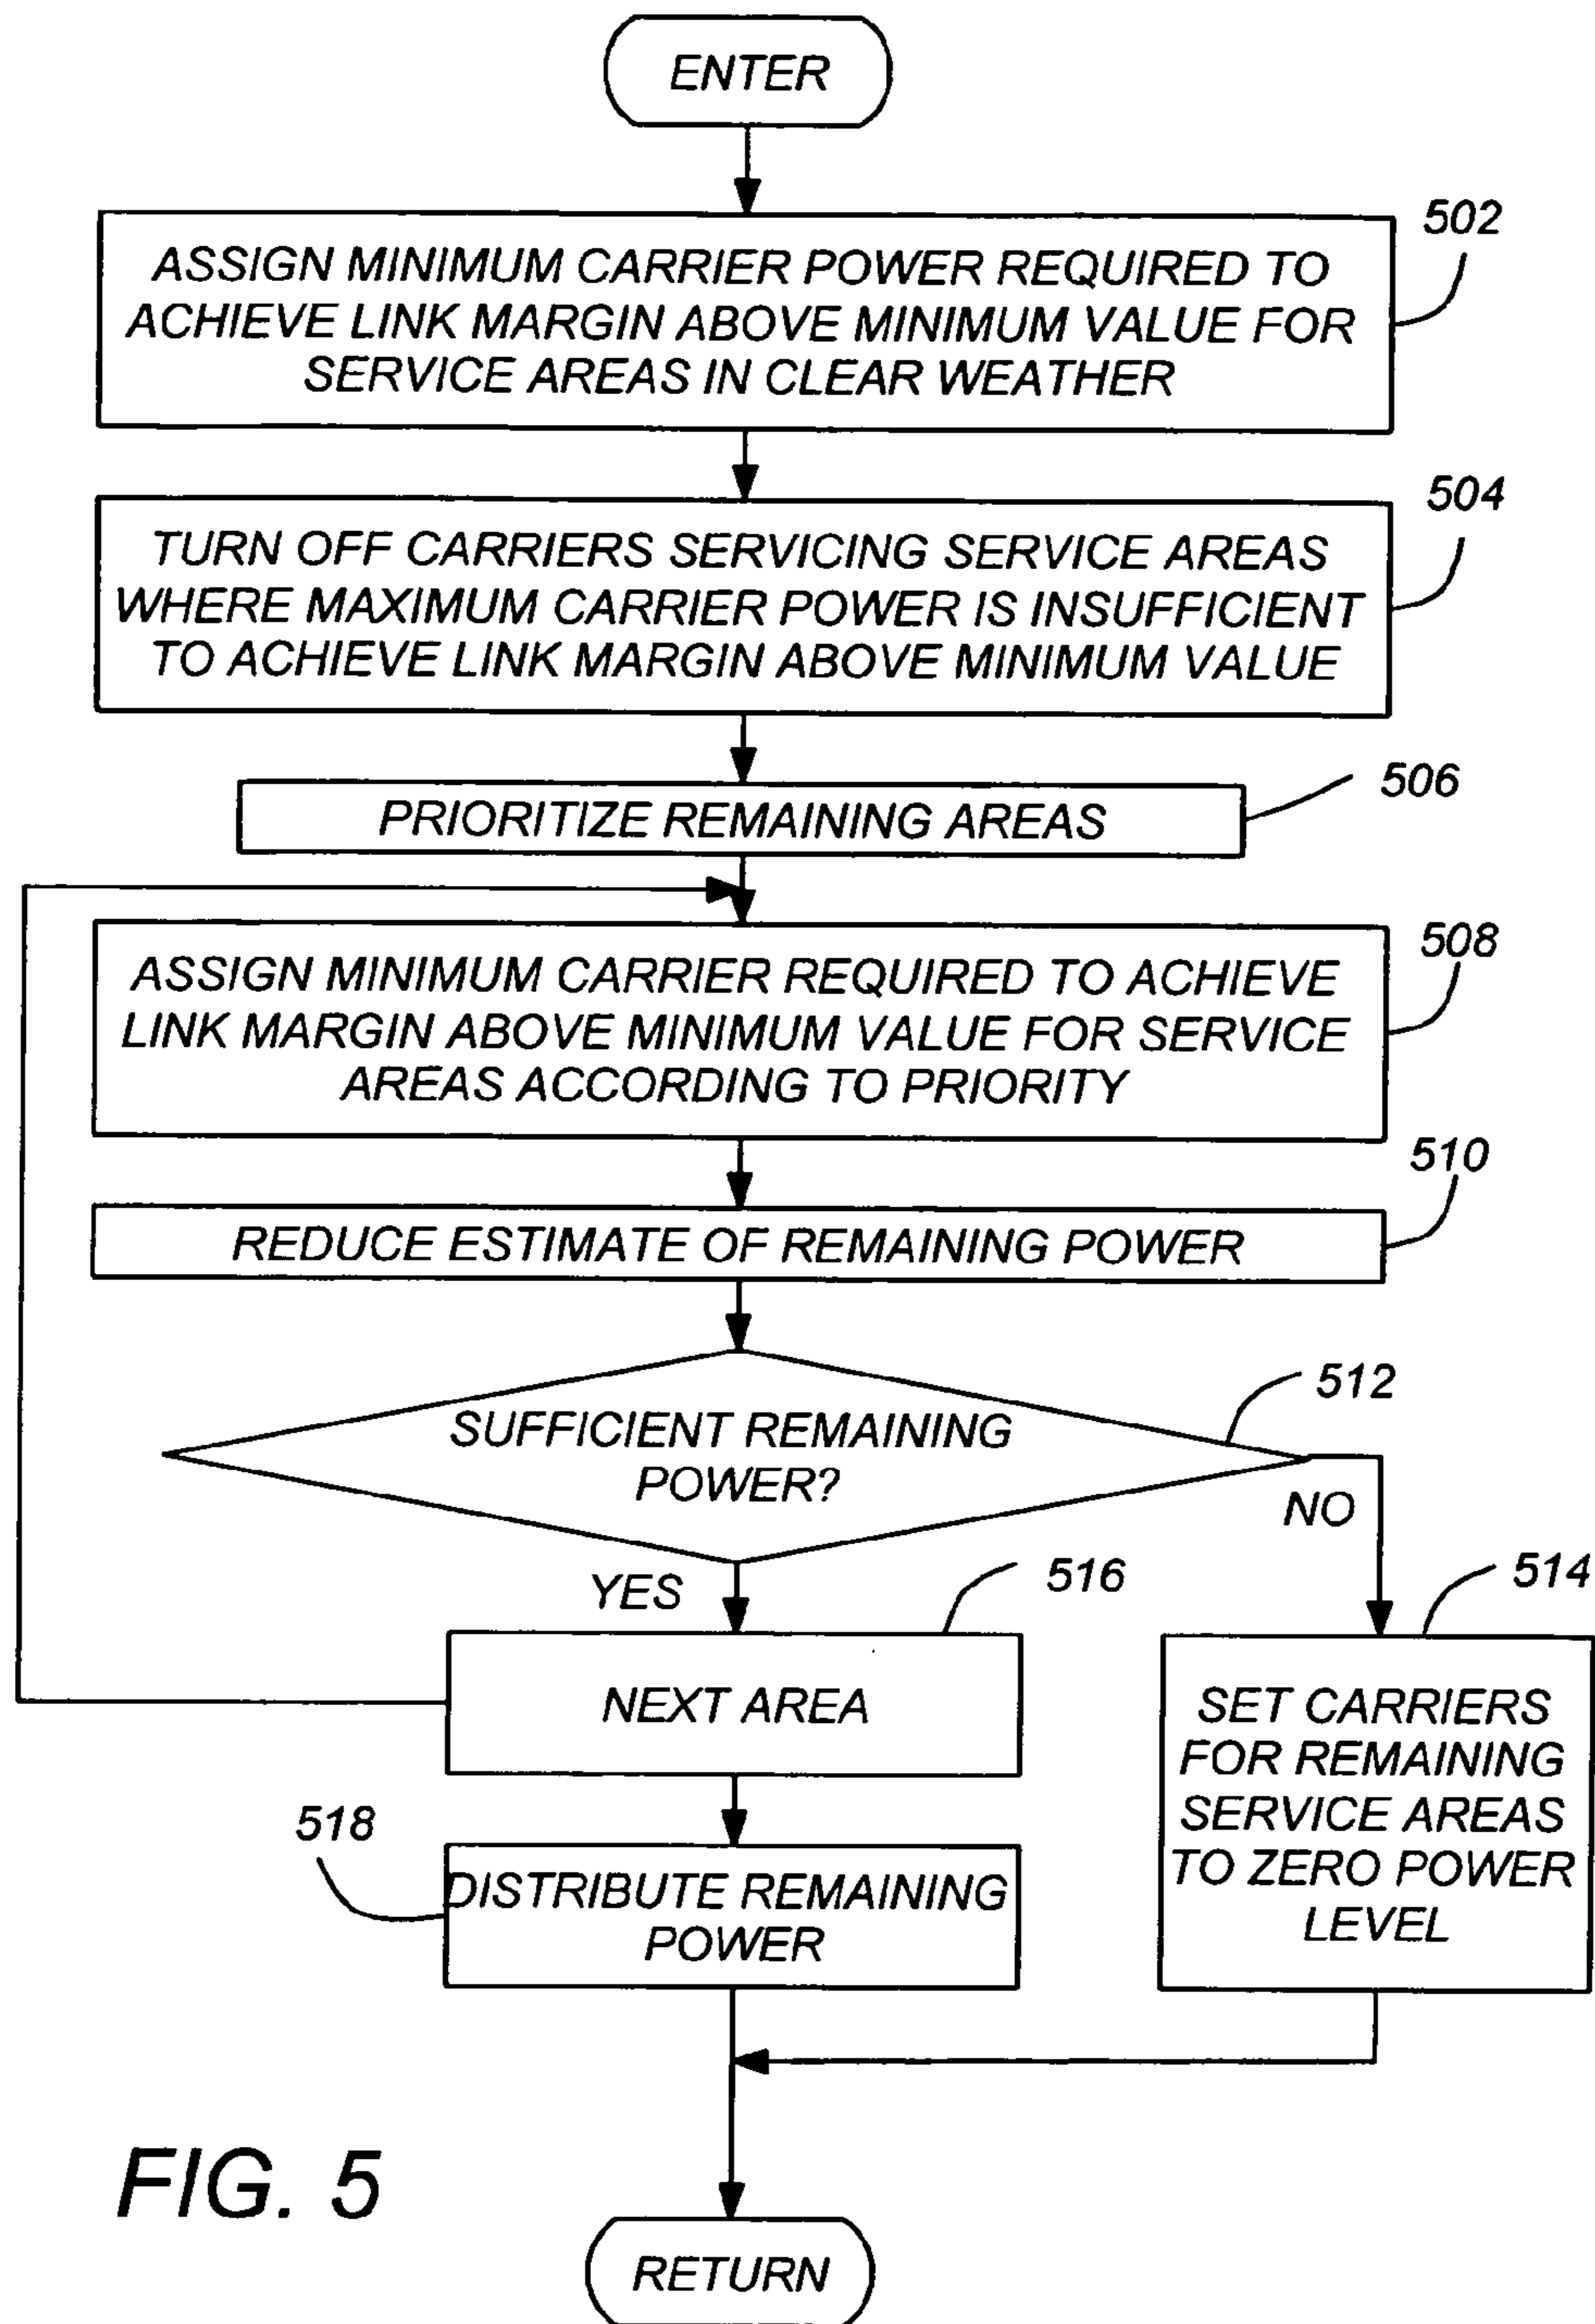 ENTER
502
ASSIGN MINIMUM CARRIER POWER REQUIRED TO
ACHIEVE LINK MARGIN ABOVE MINIMUM VALUE FOR
SERVICE AREAS IN CLEAR WEATHER
504
TURN OFF CARRIERS SERVICING SERVICE AREAS
WHERE MAXIMUM CARRIER POWER IS INSUFFICIENT
TO ACHIEVE LINK MARGIN ABOVE MINIMUM VALUE
506
PRIORITIZE REMAINING AREAS
508
ASSIGN MINIMUM CARRIER REQUIRED TO ACHIEVE
LINK MARGIN ABOVE MINIMUM VALUE FOR SERVICE
AREAS ACCORDING TO PRIORITY
510
REDUCE ESTIMATE OF REMAINING POWER
512
SUFFICIENT REMAINING
POWER?
NO
YES
516
514
NEXT AREA
SET CARRIERS
FOR REMAINING
SERVICE AREAS
TO ZERO POWER
LEVEL
518
DISTRIBUTE REMAINING
POWER
FIG. 5
RETURN